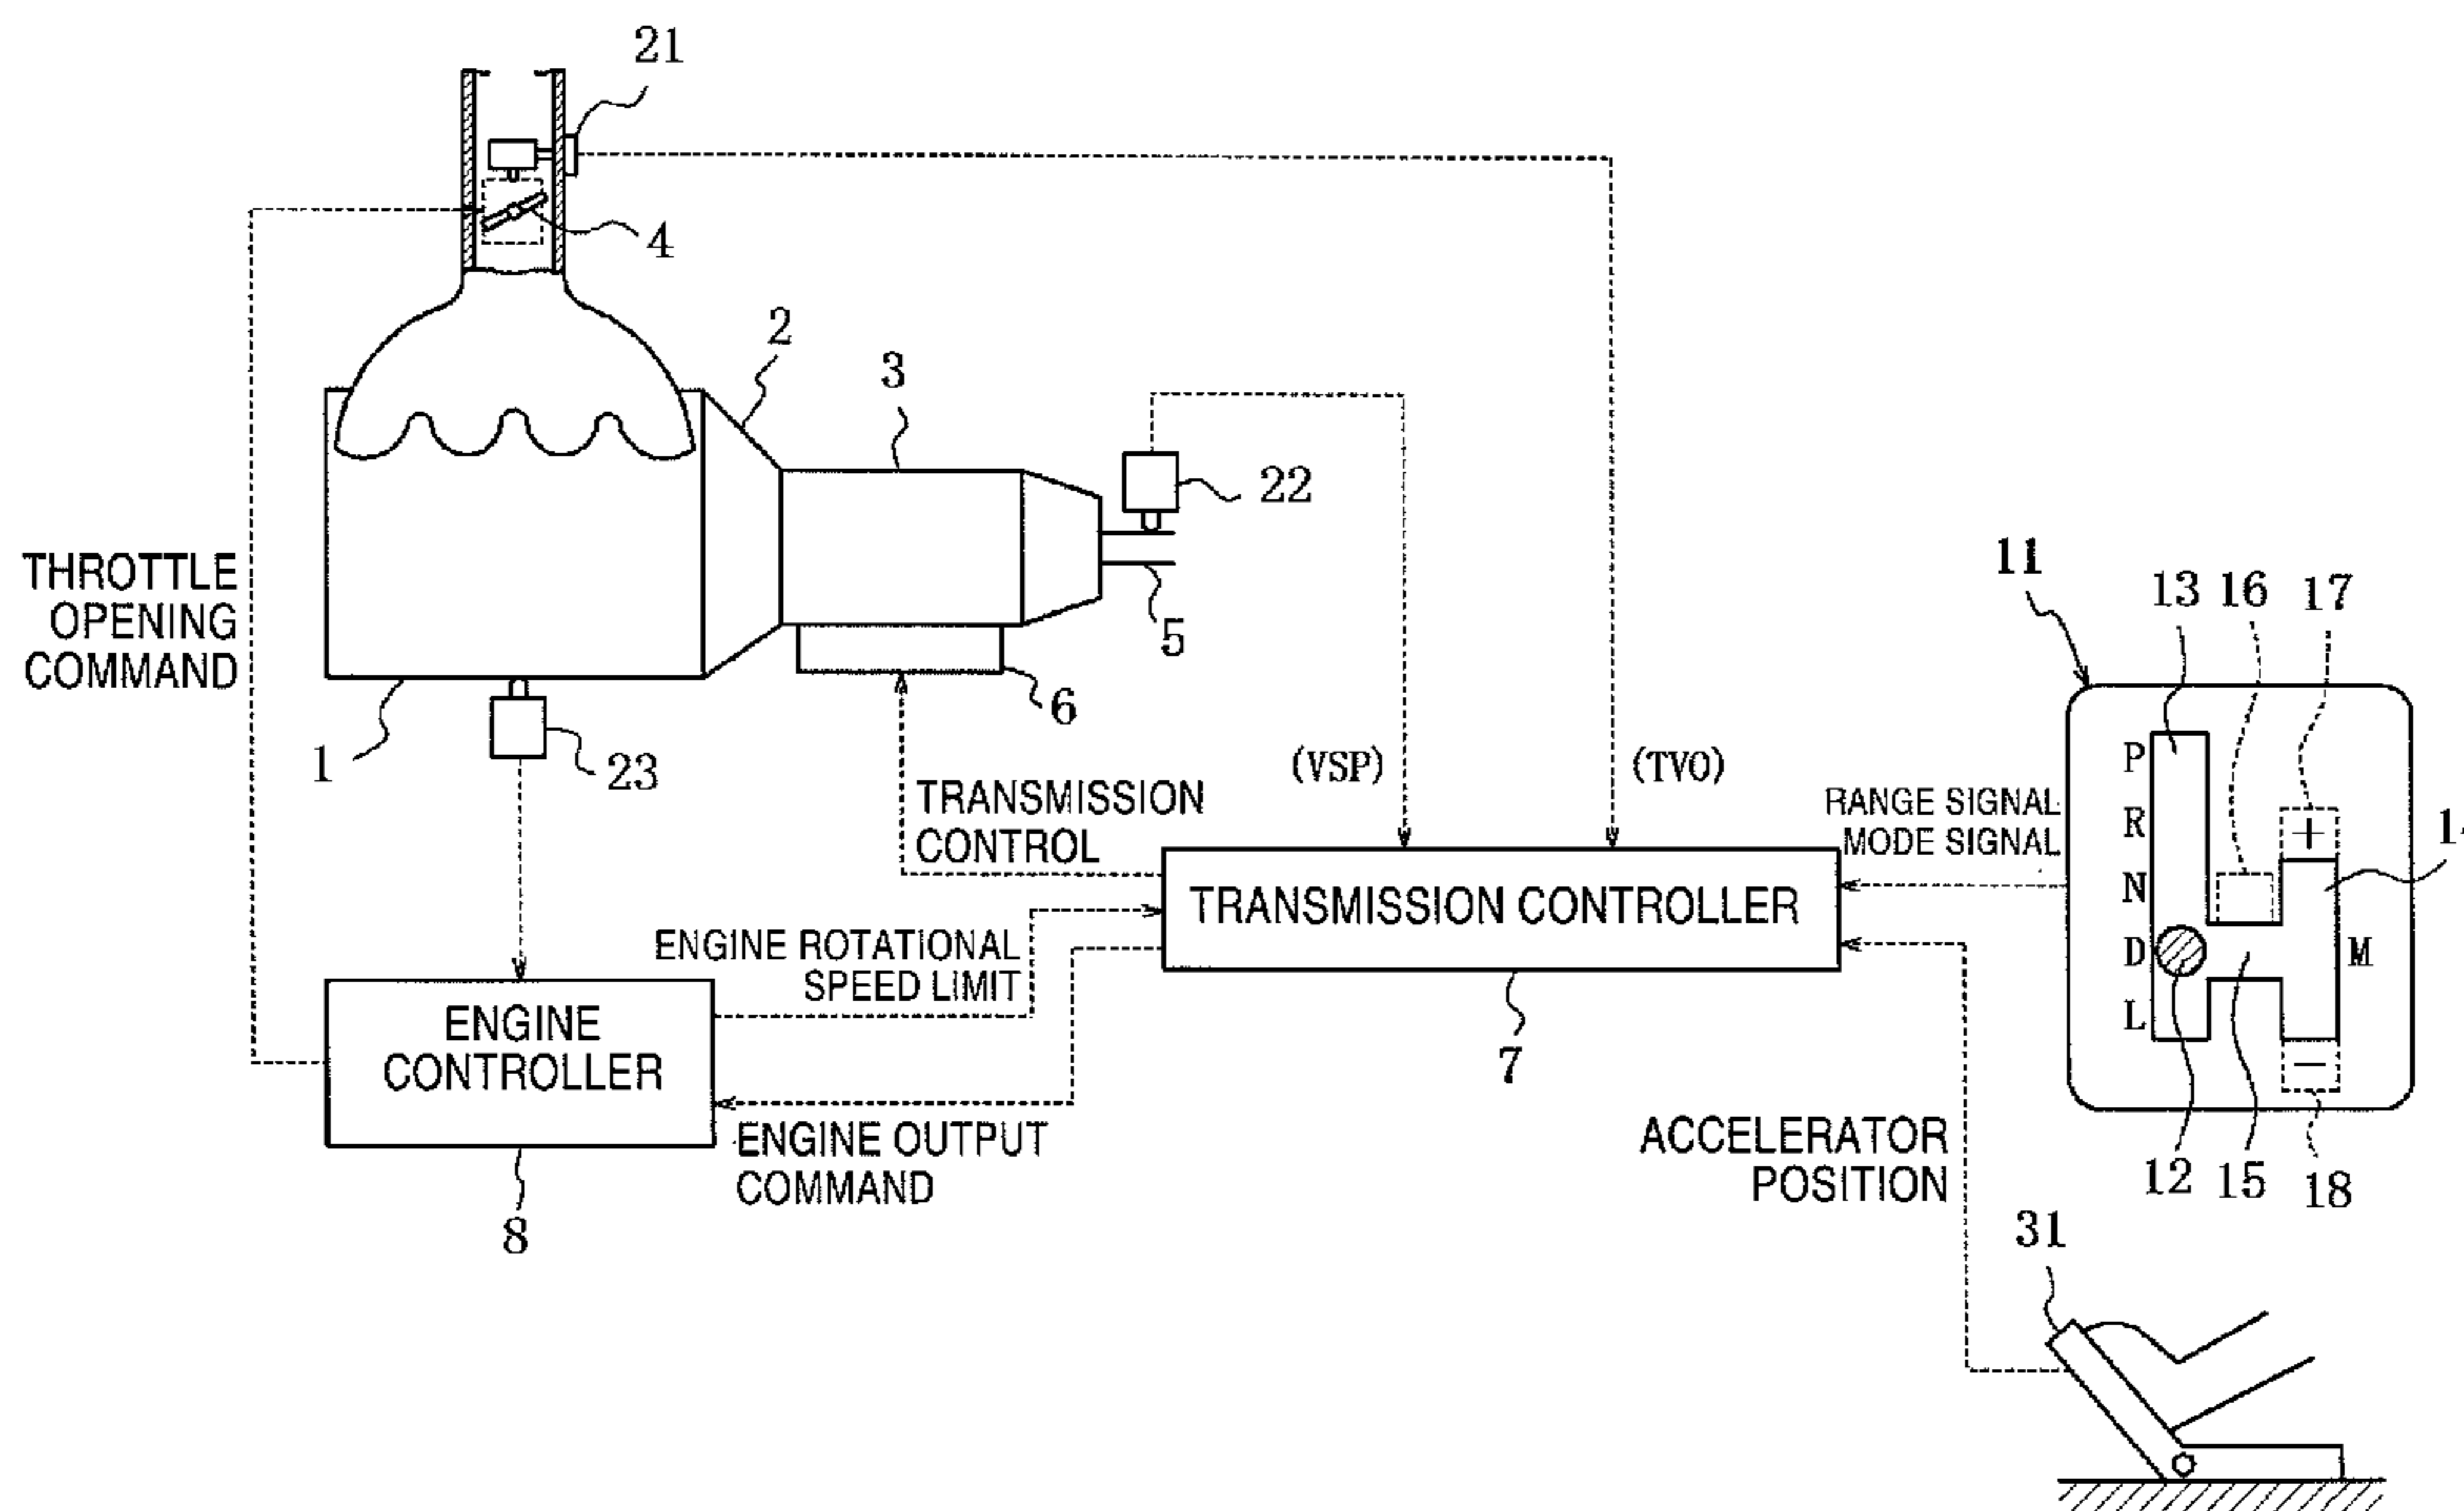 21
4
2
3
22
THROTTLE
OPENING
COMMAND
5
6
1
23
11
13
16
17
(VSP)
(TVO)
TRANSMISSION
CONTROL
RANGE SIGNAL
MODE SIGNAL
P
R
N
D
L
+
M
−
TRANSMISSION CONTROLLER
ENGINE ROTATIONAL
SPEED LIMIT
7
ENGINE
CONTROLLER
8
ENGINE OUTPUT
COMMAND
ACCELERATOR
POSITION
12
15
18
31